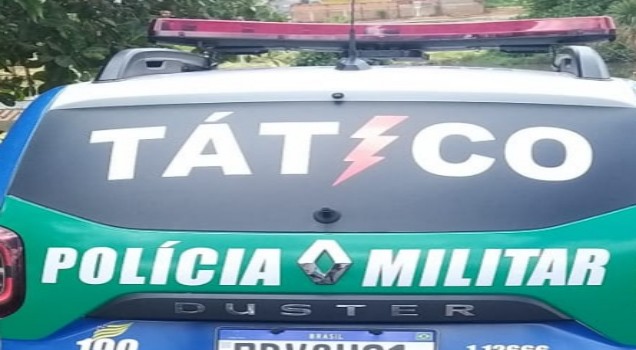 TÁTICO
POLÍCIA MILITAR
DUSTER
190
BRASIL